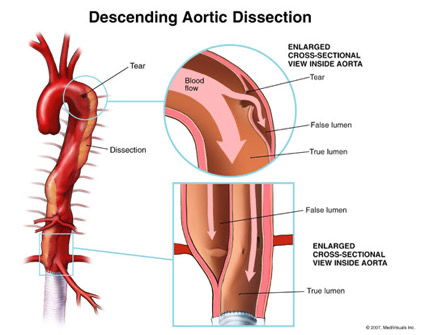 Descending Aortic Dissection
ENLARGED
CROSS-SECTIONAL
VIEW INSIDE AORTA
Tear
Tear
Blood
flow
False lumen
Dissection
True lumen
False lumen
ENLARGED
CROSS-SECTIONAL
VIEW INSIDE AORTA
True lumen
© 2007, MediVisuals Inc.